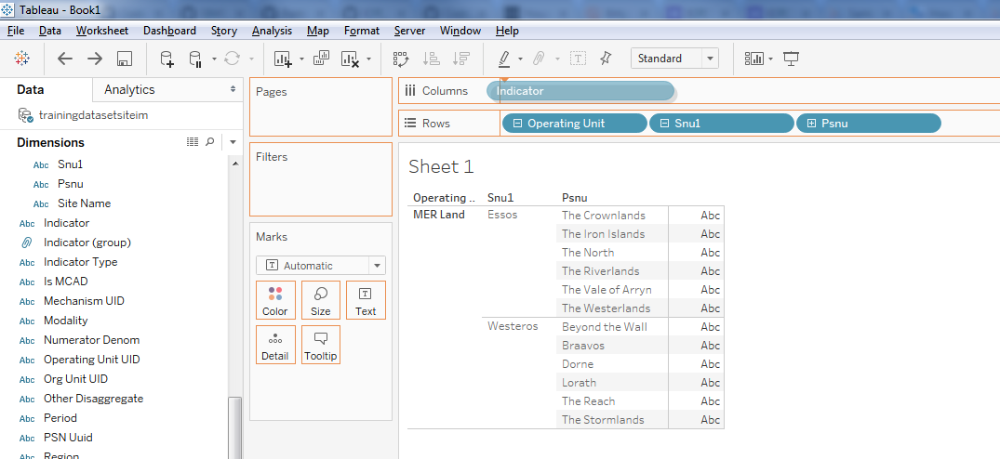 Tableau - Book1
File Data Worksheet Dashboard Story Analysis Map Format Server Window Help
Standard
Data Analytics
trainingdatasetsiteim
Dimensions
Abc Snu1
Abc Psnu
Abc Site Name
Abc Indicator
Indicator (group)
Abc Indicator Type
Abc Is MCAD
Abc Mechanism UID
Abc Modality
Abc Numerator Denom
Abc Operating Unit UID
Abc Org Unit UID
Abc Other Disaggregate
Abc Period
Abc PSN Uuid
Abc Region
Pages
Filters
Marks
T Automatic
Color Size Text
Detail Tooltip
Columns Indicator
Rows Operating Unit Snu1 Psnu
Sheet 1
Operating .. Snu1 Psnu
MER Land Essos The Crownlands Abc
The Iron Islands Abc
The North Abc
The Riverlands Abc
The Vale of Arryn Abc
The Westerlands Abc
Westeros Beyond the Wall Abc
Braavos Abc
Dorne Abc
Lorath Abc
The Reach Abc
The Stormlands Abc